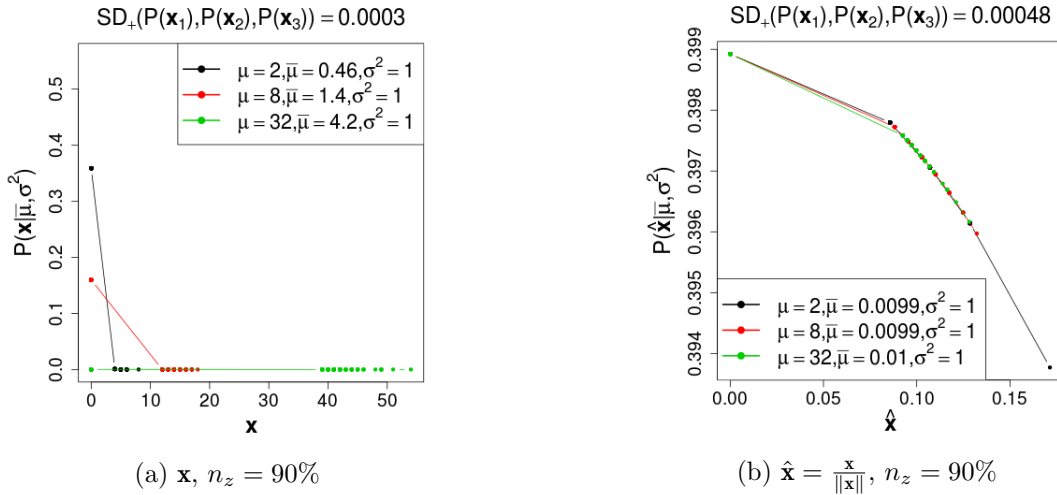 SD₊(P(x₁),P(x₂),P(x₃)) = 0.0003
P(x|μ̅,σ²)
0.5
0.4
0.3
0.2
0.1
0.0
μ = 2,μ̅ = 0.46,σ² = 1
μ = 8,μ̅ = 1.4,σ² = 1
μ = 32,μ̅ = 4.2,σ² = 1
0 10 20 30 40 50
x
(a) x, n_z = 90%
SD₊(P(x₁),P(x₂),P(x₃)) = 0.00048
P(x̂|μ̅,σ²)
0.399
0.398
0.397
0.396
0.395
0.394
μ = 2,μ̅ = 0.0099,σ² = 1
μ = 8,μ̅ = 0.0099,σ² = 1
μ = 32,μ̅ = 0.01,σ² = 1
0.00 0.05 0.10 0.15
x̂
(b) x̂ = x/‖x‖, n_z = 90%